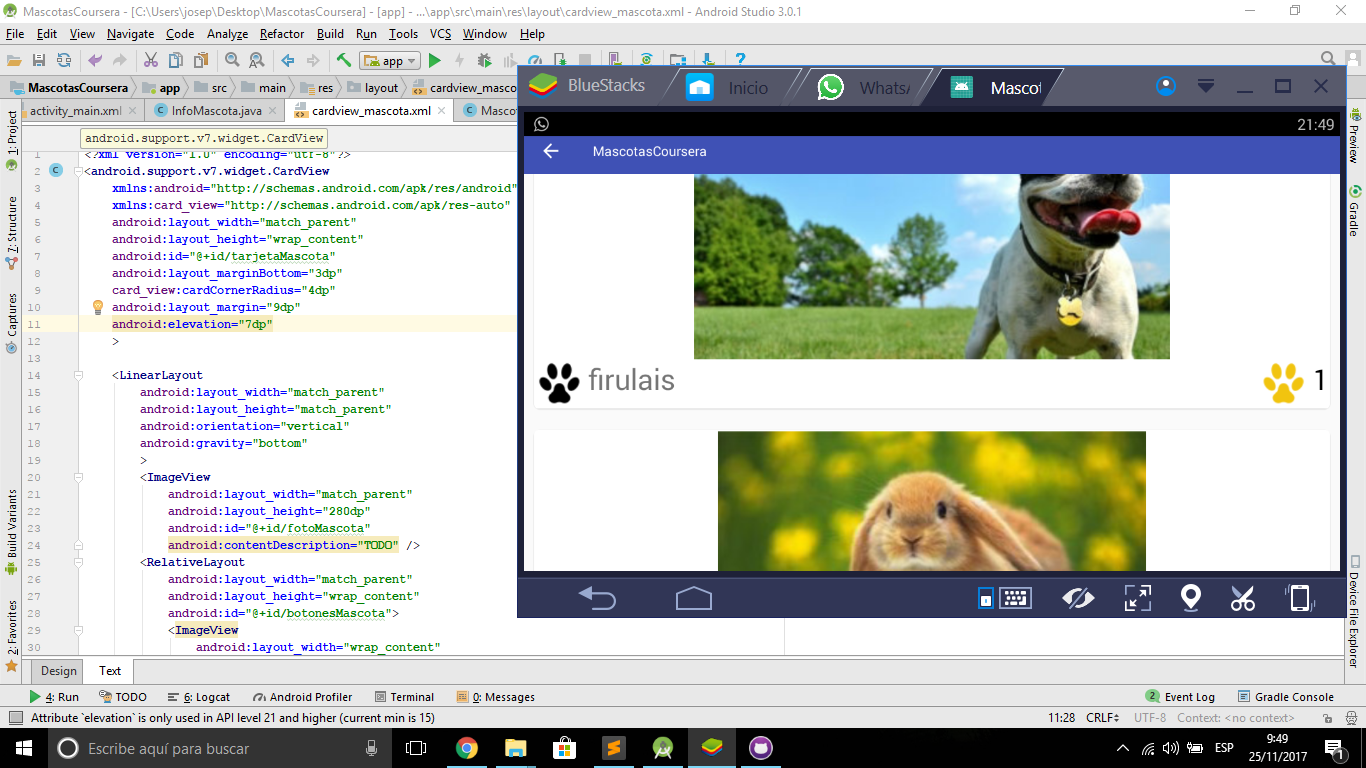 MascotasCoursera - [C:\Users\josep\Desktop\MascotasCoursera] - [app] - ...\app\src\main\res\layout\cardview_mascota.xml - Android Studio 3.0.1
File Edit View Navigate Code Analyze Refactor Build Run Tools VCS Window Help
app
MascotasCoursera app src main res layout cardview_masco
activity_main.xml InfoMascota.java cardview_mascota.xml Masco
android.support.v7.widget.CardView
1 <?xml version="1.0" encoding="utf-8"?>
2 <android.support.v7.widget.CardView
3 xmlns:android="http://schemas.android.com/apk/res/android"
4 xmlns:card_view="http://schemas.android.com/apk/res-auto"
5 android:layout_width="match_parent"
6 android:layout_height="wrap_content"
7 android:id="@+id/tarjetaMascota"
8 android:layout_marginBottom="3dp"
9 card_view:cardCornerRadius="4dp"
10 android:layout_margin="9dp"
11 android:elevation="7dp"
12 >
13
14 <LinearLayout
15 android:layout_width="match_parent"
16 android:layout_height="match_parent"
17 android:orientation="vertical"
18 android:gravity="bottom"
19 >
20 <ImageView
21 android:layout_width="match_parent"
22 android:layout_height="280dp"
23 android:id="@+id/fotoMascota"
24 android:contentDescription="TODO" />
25 <RelativeLayout
26 android:layout_width="match_parent"
27 android:layout_height="wrap_content"
28 android:id="@+id/botonesMascota">
29 <ImageView
30 android:layout_width="wrap_content"
1: Project
7: Structure
Captures
Build Variants
2: Favorites
BlueStacks Inicio Whats Mascot
21:49
MascotasCoursera
firulais 1
Preview
Gradle
Device File Explorer
Design Text
4: Run TODO 6: Logcat Android Profiler Terminal 0: Messages 2 Event Log Gradle Console
Attribute `elevation` is only used in API level 21 and higher (current min is 15) 11:28 CRLF UTF-8 Context: <no context>
Escribe aquí para buscar ESP 9:49
25/11/2017 1